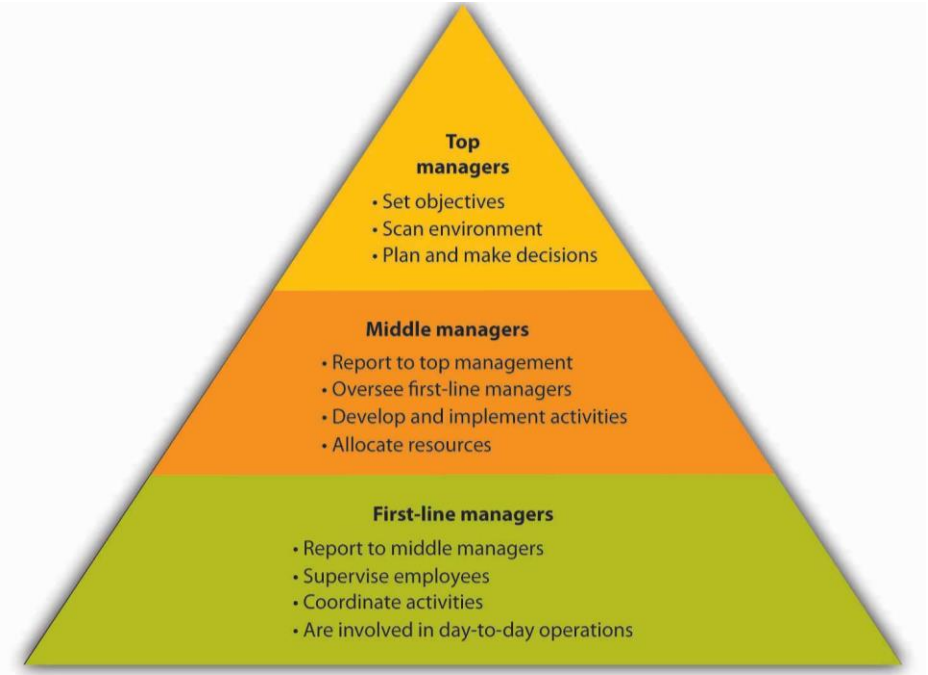 Top
managers
• Set objectives
• Scan environment
• Plan and make decisions
Middle managers
• Report to top management
• Oversee first-line managers
• Develop and implement activities
• Allocate resources
First-line managers
• Report to middle managers
• Supervise employees
• Coordinate activities
• Are involved in day-to-day operations